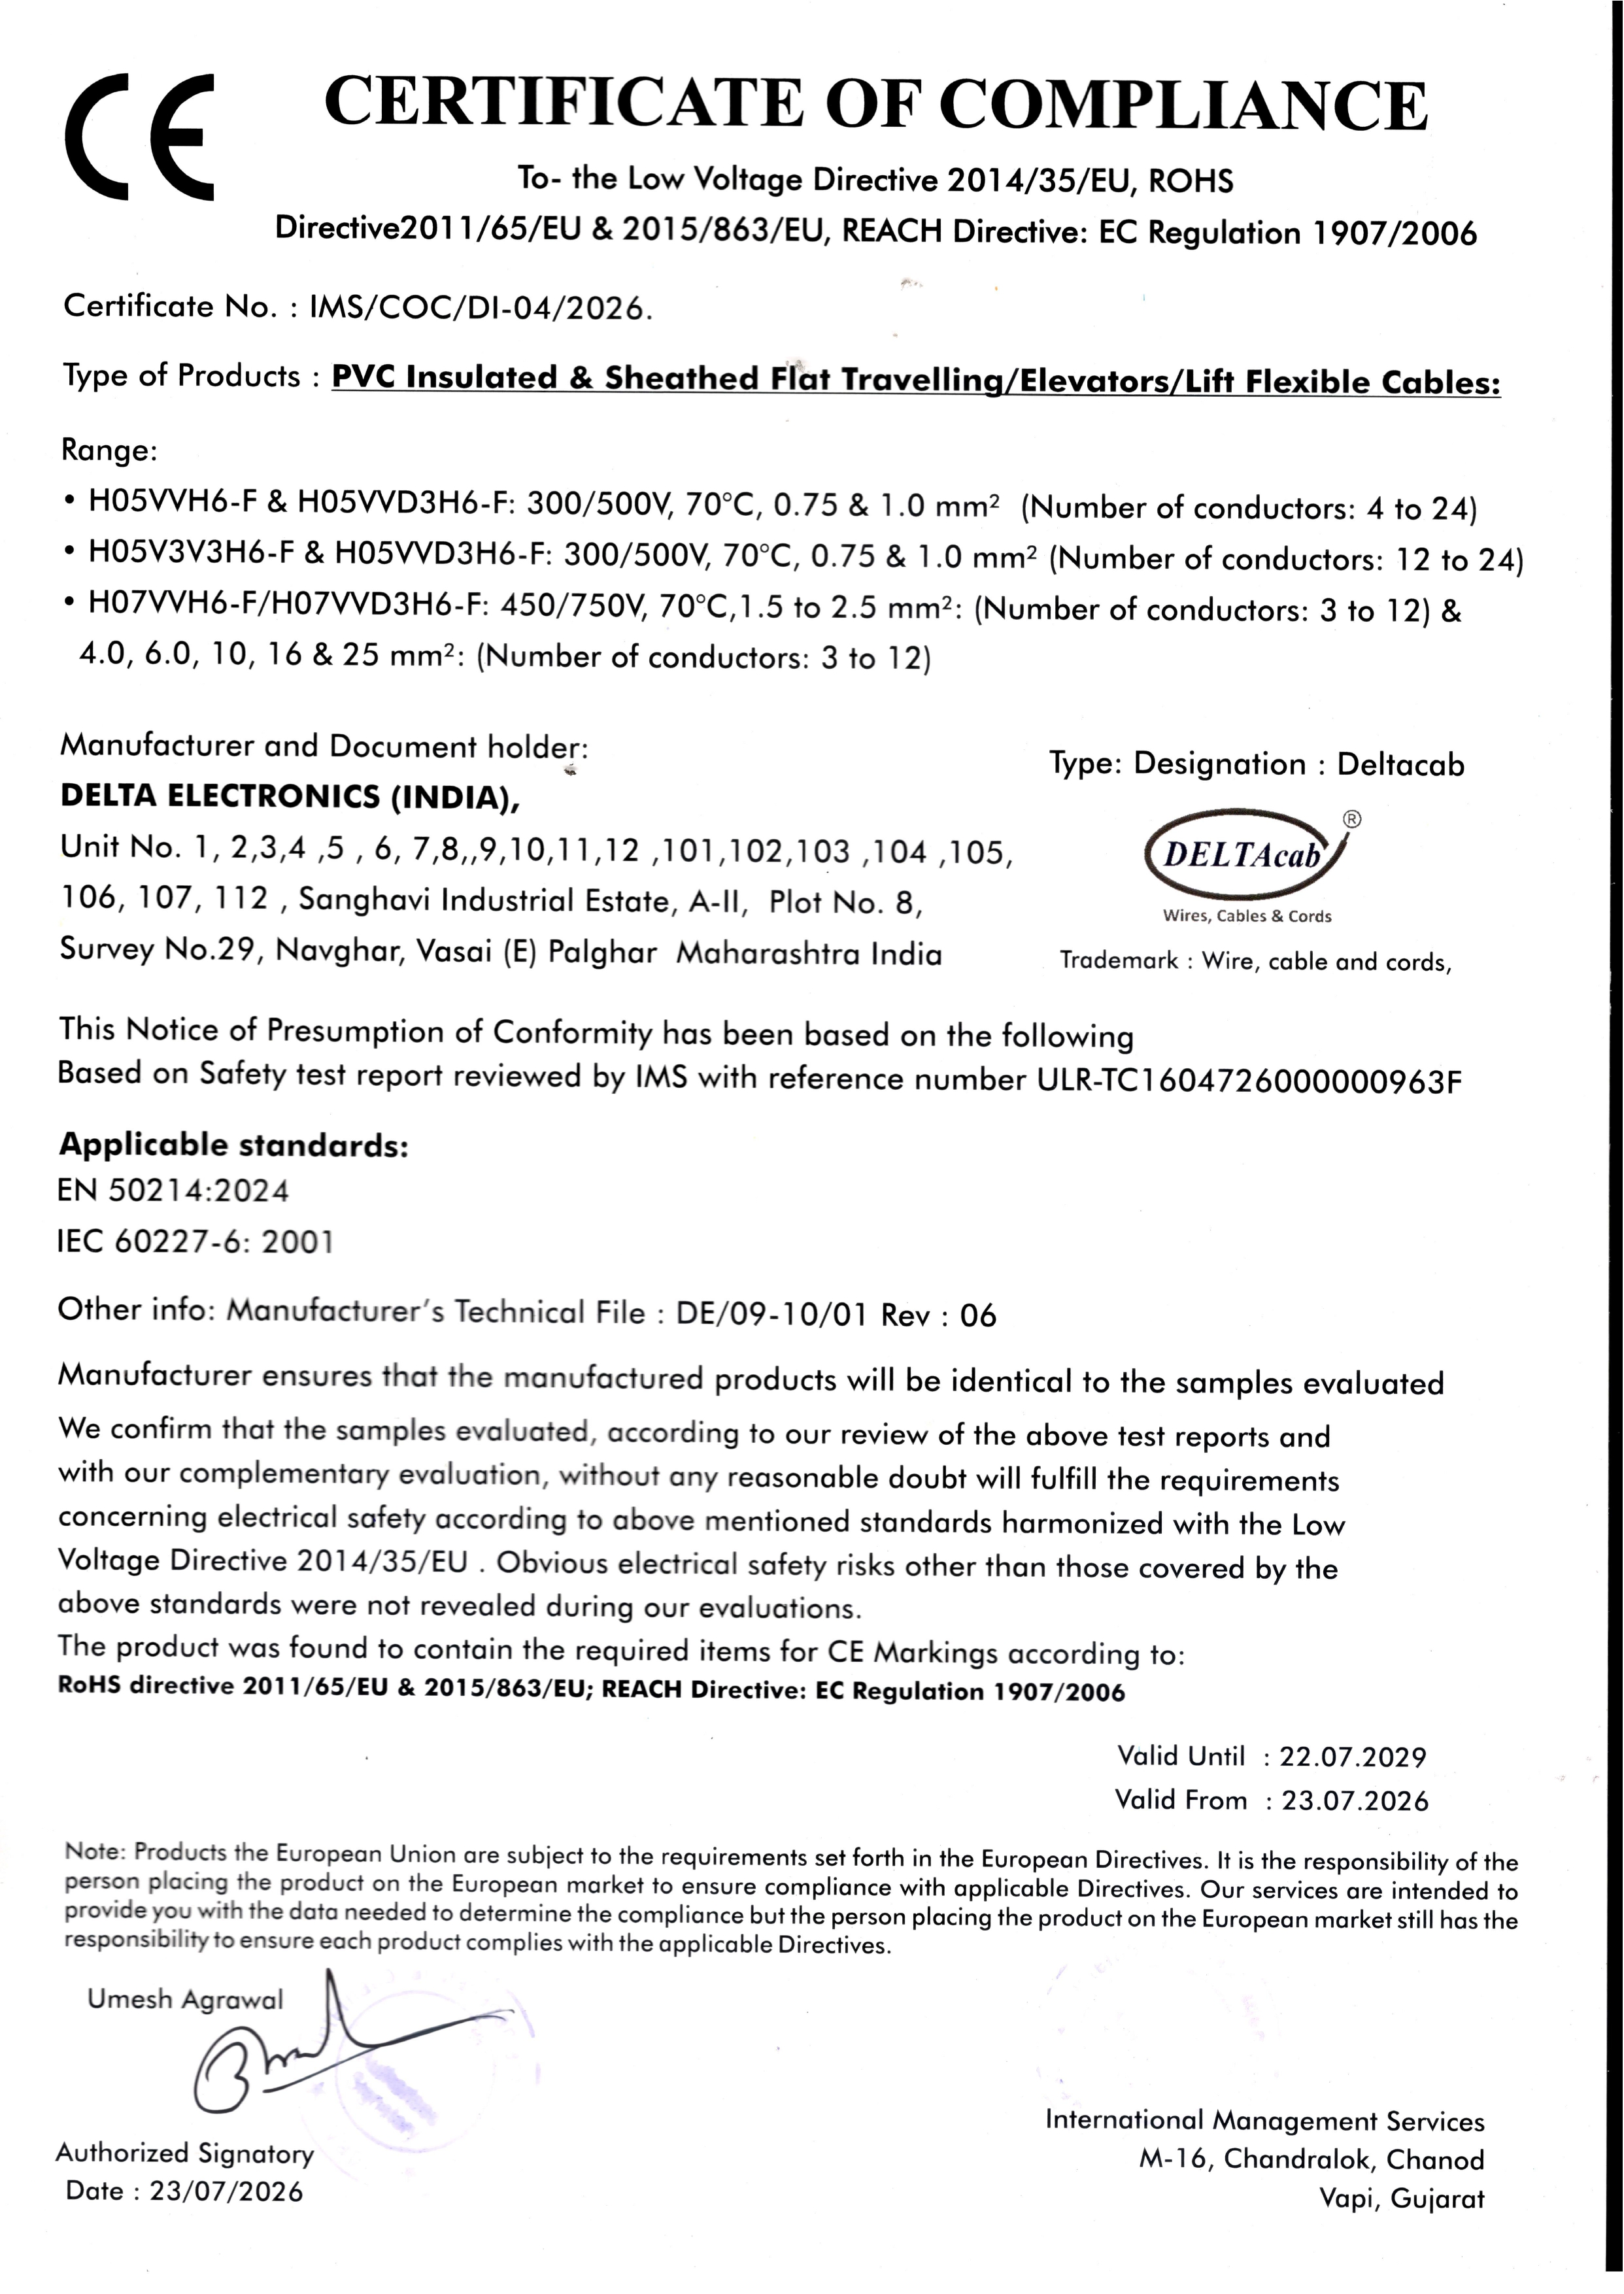 CE
CERTIFICATE OF COMPLIANCE
To- the Low Voltage Directive 2014/35/EU, ROHS
Directive2011/65/EU & 2015/863/EU, REACH Directive: EC Regulation 1907/2006
Certificate No. : IMS/COC/DI-04/2026.
Type of Products : PVC Insulated & Sheathed Flat Travelling/Elevators/Lift Flexible Cables:
Range:
• H05VVH6-F & H05VVD3H6-F: 300/500V, 70°C, 0.75 & 1.0 mm² (Number of conductors: 4 to 24)
• H05V3V3H6-F & H05VVD3H6-F: 300/500V, 70°C, 0.75 & 1.0 mm² (Number of conductors: 12 to 24)
• H07VVH6-F/H07VVD3H6-F: 450/750V, 70°C,1.5 to 2.5 mm²: (Number of conductors: 3 to 12) &
4.0, 6.0, 10, 16 & 25 mm²: (Number of conductors: 3 to 12)
Manufacturer and Document holder:
DELTA ELECTRONICS (INDIA),
Unit No. 1, 2,3,4 ,5 , 6, 7,8,,9,10,11,12 ,101,102,103 ,104 ,105,
106, 107, 112 , Sanghavi Industrial Estate, A-II, Plot No. 8,
Survey No.29, Navghar, Vasai (E) Palghar Maharashtra India
Type: Designation : Deltacab
DELTAcab ®
Wires, Cables & Cords
Trademark : Wire, cable and cords,
This Notice of Presumption of Conformity has been based on the following
Based on Safety test report reviewed by IMS with reference number ULR-TC1604726000000963F
Applicable standards:
EN 50214:2024
IEC 60227-6: 2001
Other info: Manufacturer's Technical File : DE/09-10/01 Rev : 06
Manufacturer ensures that the manufactured products will be identical to the samples evaluated
We confirm that the samples evaluated, according to our review of the above test reports and
with our complementary evaluation, without any reasonable doubt will fulfill the requirements
concerning electrical safety according to above mentioned standards harmonized with the Low
Voltage Directive 2014/35/EU . Obvious electrical safety risks other than those covered by the
above standards were not revealed during our evaluations.
The product was found to contain the required items for CE Markings according to:
RoHS directive 2011/65/EU & 2015/863/EU; REACH Directive: EC Regulation 1907/2006
Valid Until : 22.07.2029
Valid From : 23.07.2026
Note: Products the European Union are subject to the requirements set forth in the European Directives. It is the responsibility of the
person placing the product on the European market to ensure compliance with applicable Directives. Our services are intended to
provide you with the data needed to determine the compliance but the person placing the product on the European market still has the
responsibility to ensure each product complies with the applicable Directives.
Umesh Agrawal
Authorized Signatory
Date : 23/07/2026
International Management Services
M-16, Chandralok, Chanod
Vapi, Gujarat